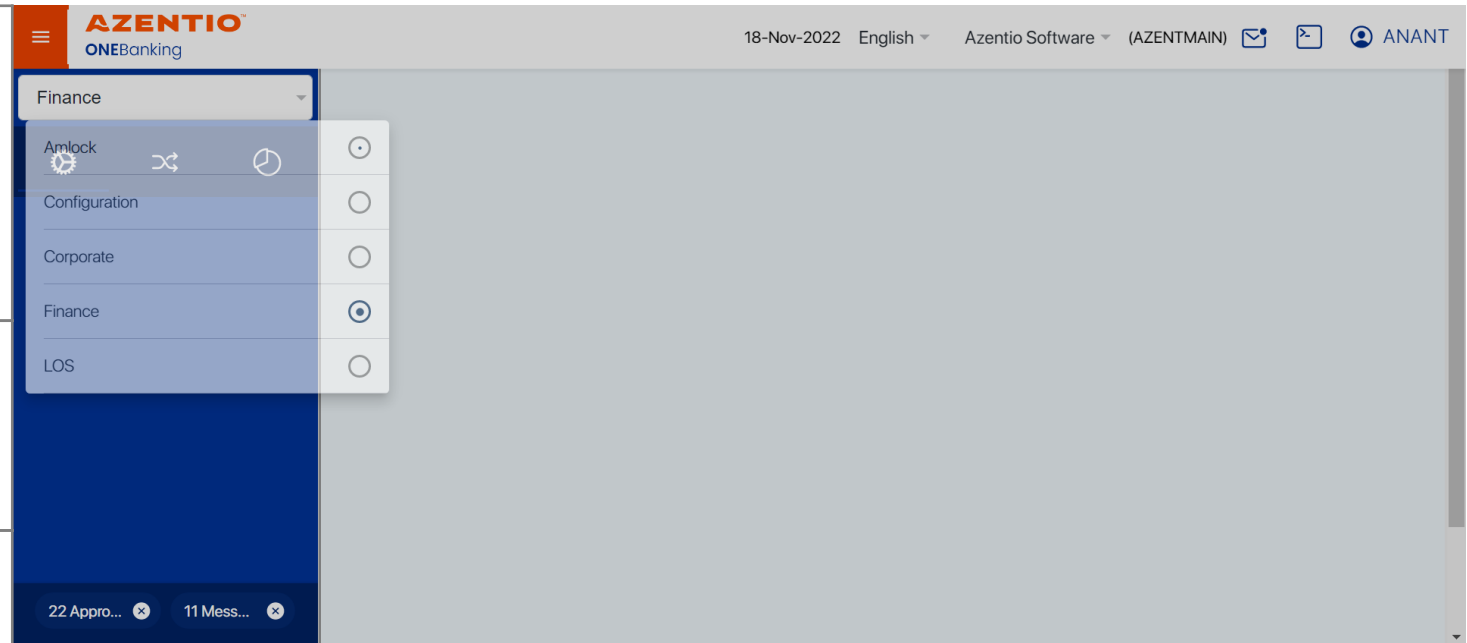 AZENTIO™
ONEBanking
18-Nov-2022 English Azentio Software (AZENTMAIN) ANANT
Finance
Amlock
Configuration
Corporate
Finance
LOS
22 Appro... 11 Mess...